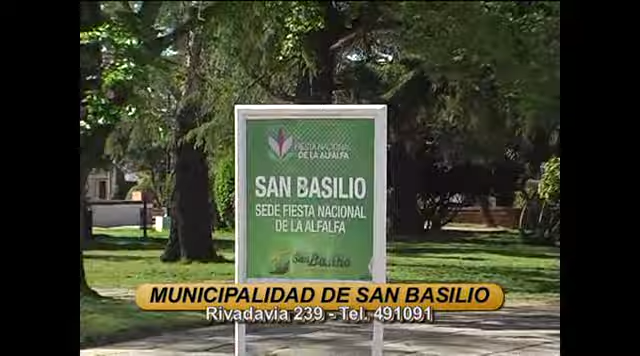 FIESTA NACIONAL
DE LA ALFALFA
SAN BASILIO
SEDE FIESTA NACIONAL
DE LA ALFALFA
San Basilio
MUNICIPALIDAD DE SAN BASILIO
Rivadavia 239 - Tel. 491091